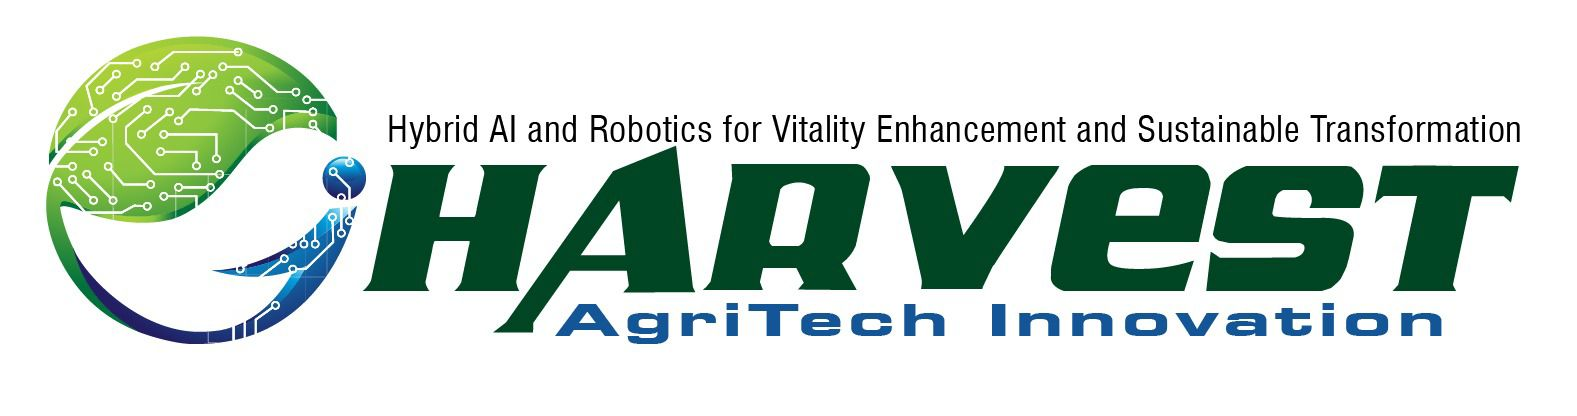 Hybrid AI and Robotics for Vitality Enhancement and Sustainable Transformation
HARVEST
AgriTech Innovation